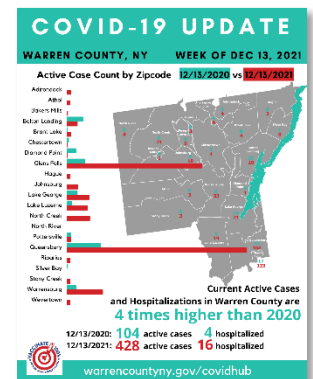 COVID-19 UPDATE
WARREN COUNTY, NY WEEK OF DEC 13, 2021
Active Case Count by Zipcode 12/13/2020 vs 12/13/2021
Adirondack
Athol
Bakers Mills
Bolton Landing
Brant Lake
Chestertown
Diamond Point
Glens Falls
Hague
Johnsburg
Lake George
Lake Luzerne
North Creek
North River
Pottersville
Queensbury
Riparius
Silver Bay
Stony Creek
Warrensburg
Wevertown
Current Active Cases
and Hospitalizations in Warren County are
4 times higher than 2020
12/13/2020: 104 active cases 4 hospitalized
12/13/2021: 428 active cases 16 hospitalized
warrencountyny.gov/covidhub